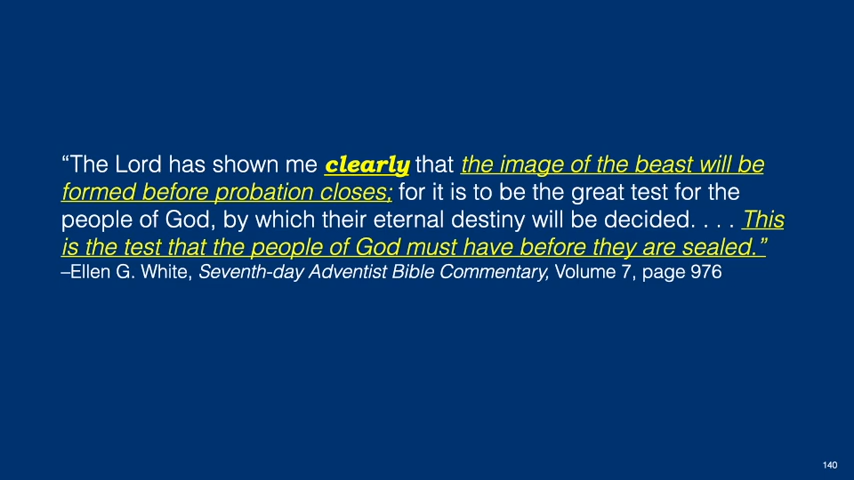 “The Lord has shown me clearly that the image of the beast will be
formed before probation closes; for it is to be the great test for the
people of God, by which their eternal destiny will be decided. . . . This
is the test that the people of God must have before they are sealed.”
–Ellen G. White, Seventh-day Adventist Bible Commentary, Volume 7, page 976
140